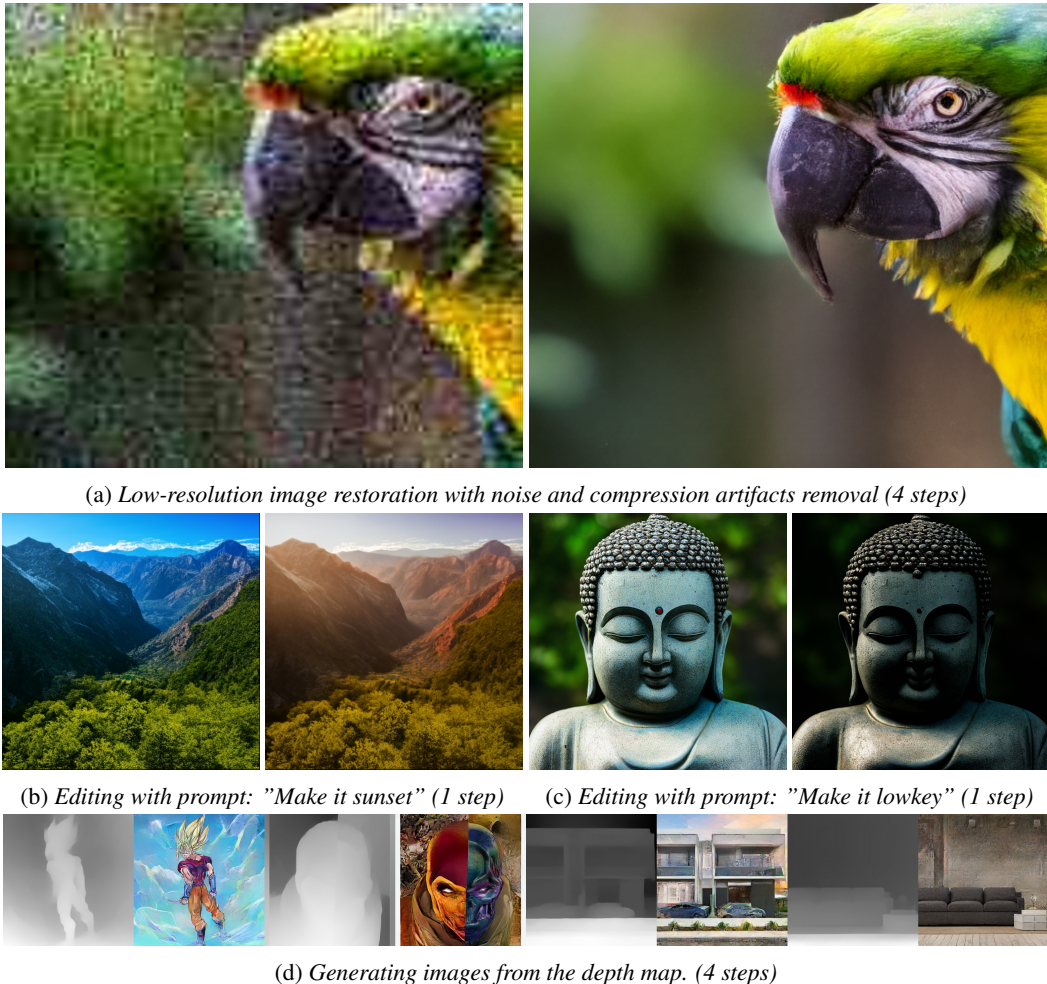 (a) Low-resolution image restoration with noise and compression artifacts removal (4 steps)
(b) Editing with prompt: ”Make it sunset” (1 step)
(c) Editing with prompt: ”Make it lowkey” (1 step)
(d) Generating images from the depth map. (4 steps)